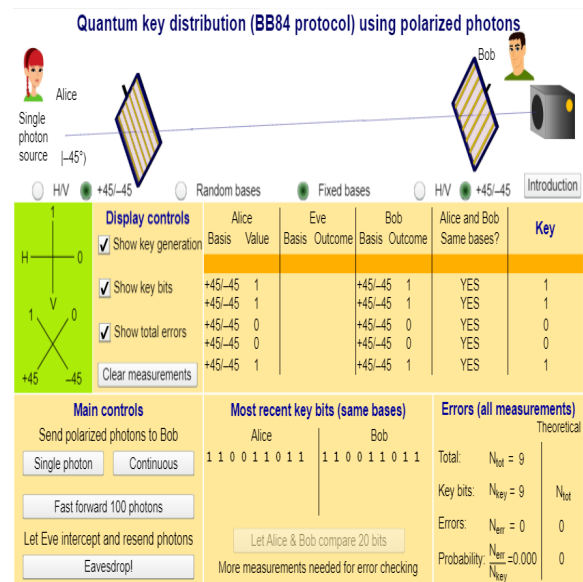 Quantum key distribution (BB84 protocol) using polarized photons
Bob
Alice
Single
photon
source |–45°⟩
H/V +45/–45 Random bases Fixed bases H/V +45/–45 Introduction
1
H 0
V
1 0
+45 –45
Display controls
Show key generation
Show key bits
Show total errors
Clear measurements
Alice Eve Bob Alice and Bob Key
Basis Value Basis Outcome Basis Outcome Same bases?
+45/–45 1 +45/–45 1 YES 1
+45/–45 1 +45/–45 1 YES 1
+45/–45 0 +45/–45 0 YES 0
+45/–45 0 +45/–45 0 YES 0
+45/–45 1 +45/–45 1 YES 1
Main controls
Send polarized photons to Bob
Single photon Continuous
Fast forward 100 photons
Let Eve intercept and resend photons
Eavesdrop!
Most recent key bits (same bases)
Alice Bob
1 1 0 0 1 1 0 1 1 1 1 0 0 1 1 0 1 1
Let Alice & Bob compare 20 bits
More measurements needed for error checking
Errors (all measurements)
Theoretical
Total: Ntot = 9
Key bits: Nkey = 9 Ntot
Errors: Nerr = 0 0
Probability: Nerr/Nkey =0.000 0